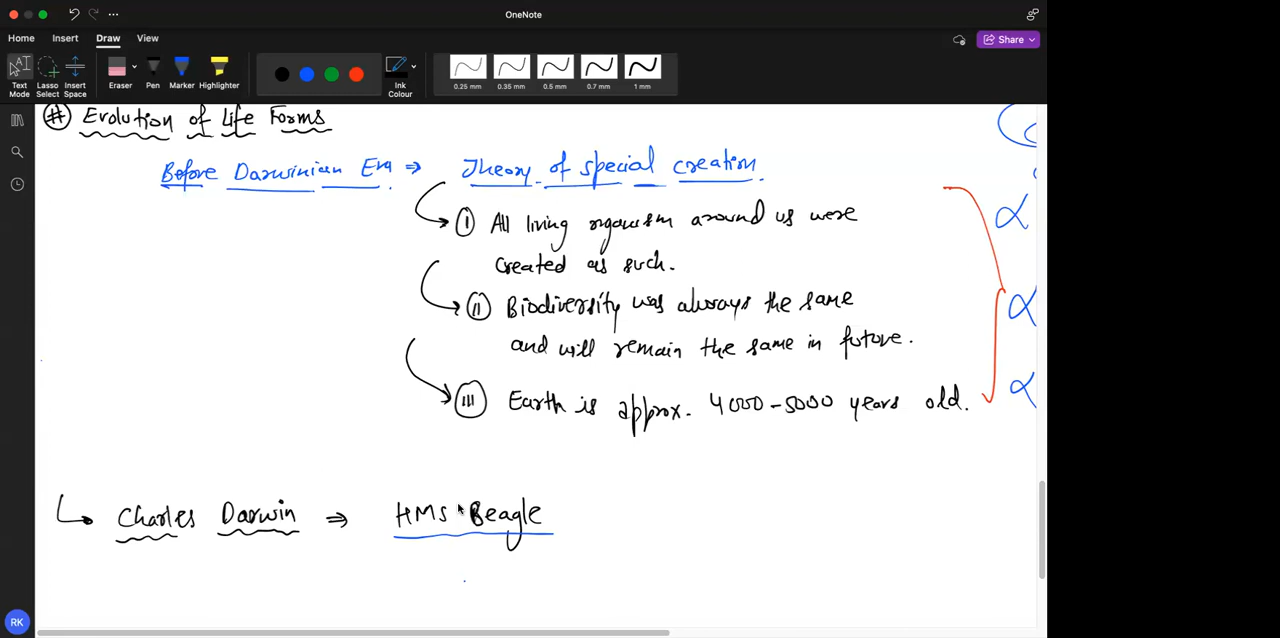 OneNote
Home Insert Draw View
Share
Text Mode Lasso Select Insert Space Eraser Pen Marker Highlighter Ink Colour 0.25 mm 0.35 mm 0.5 mm 0.7 mm 1 mm
# Evolution of Life Forms
Before Darwinian Era ⇒ Theory of special creation.
(I) All living organism around us were
created as such.
(II) Biodiversity was always the same
and will remain the same in future.
(III) Earth is approx. 4000-5000 years old.
α
α
α
Charles Darwin ⇒ HMS Beagle
RK